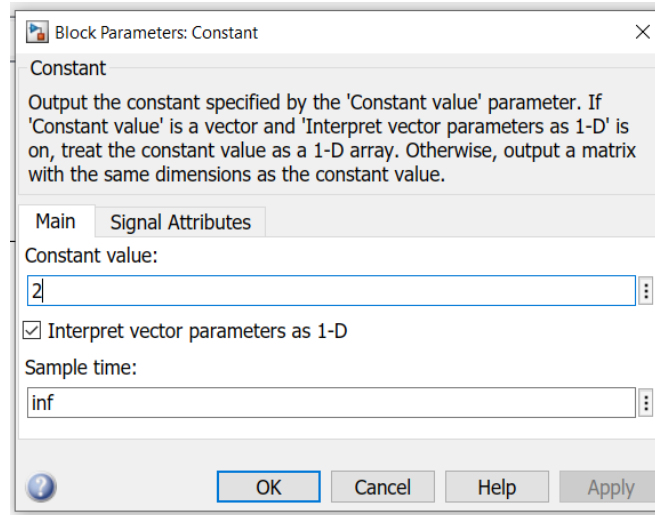 Block Parameters: Constant
Constant
Output the constant specified by the 'Constant value' parameter. If
'Constant value' is a vector and 'Interpret vector parameters as 1-D' is
on, treat the constant value as a 1-D array. Otherwise, output a matrix
with the same dimensions as the constant value.
Main Signal Attributes
Constant value:
2
Interpret vector parameters as 1-D
Sample time:
inf
? OK Cancel Help Apply